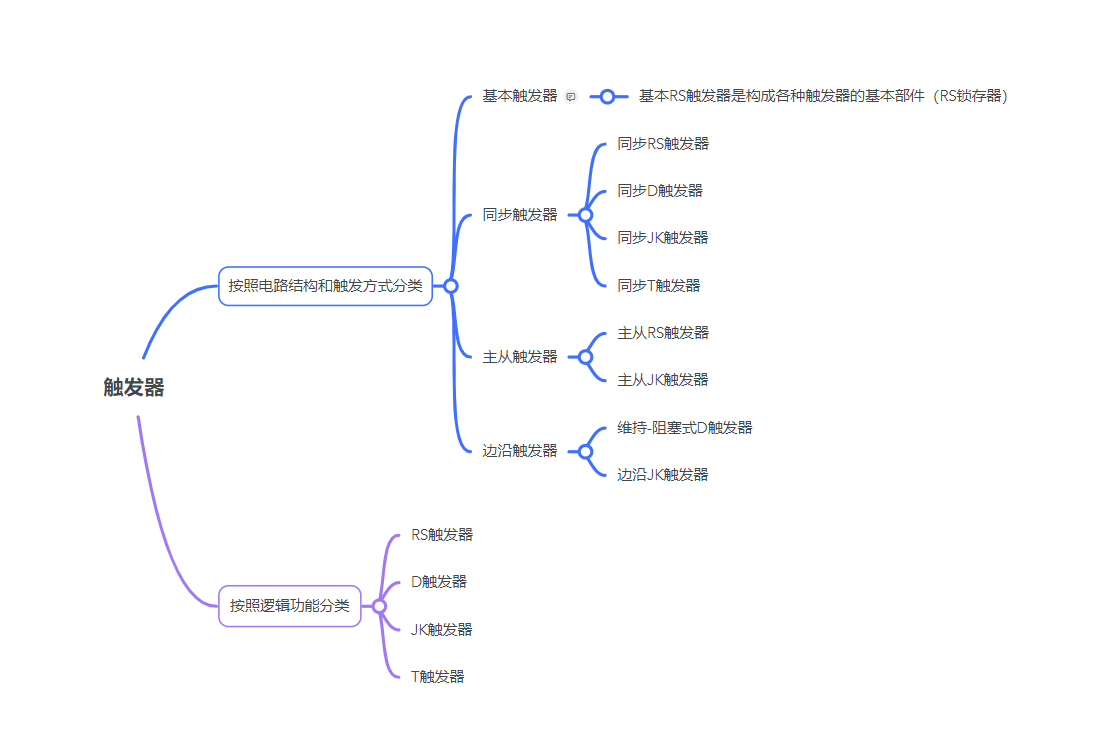 触发器
按照电路结构和触发方式分类
基本触发器
基本RS触发器是构成各种触发器的基本部件（RS锁存器）
同步触发器
同步RS触发器
同步D触发器
同步JK触发器
同步T触发器
主从触发器
主从RS触发器
主从JK触发器
边沿触发器
维持-阻塞式D触发器
边沿JK触发器
按照逻辑功能分类
RS触发器
D触发器
JK触发器
T触发器